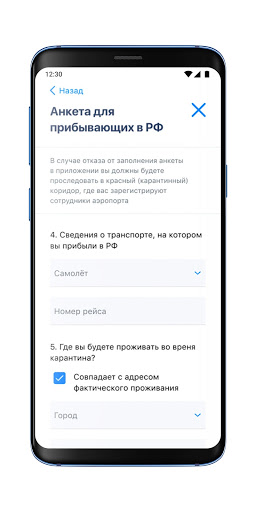 12:30
Назад
Анкета для
прибывающих в РФ
В случае отказа от заполнения анкеты
в приложении вы должны будете
проследовать в красный (карантинный)
коридор, где вас зарегистрируют
сотрудники аэропорта
4. Сведения о транспорте, на котором
вы прибыли в РФ
Самолёт
Номер рейса
5. Где вы будете проживать во время
карантина?
Совпадает с адресом
фактического проживания
Город